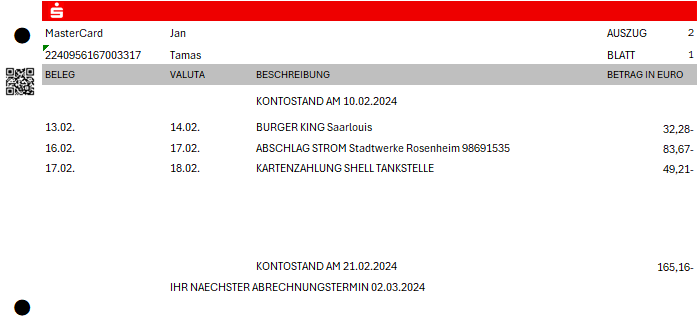 MasterCard Jan AUSZUG 2
2240956167003317 Tamas BLATT 1
BELEG VALUTA BESCHREIBUNG BETRAG IN EURO
KONTOSTAND AM 10.02.2024
13.02. 14.02. BURGER KING Saarlouis 32,28-
16.02. 17.02. ABSCHLAG STROM Stadtwerke Rosenheim 98691535 83,67-
17.02. 18.02. KARTENZAHLUNG SHELL TANKSTELLE 49,21-
KONTOSTAND AM 21.02.2024 165,16-
IHR NAECHSTER ABRECHNUNGSTERMIN 02.03.2024